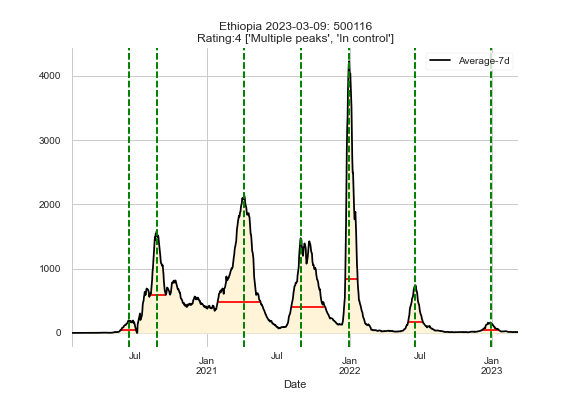 Ethiopia 2023-03-09: 500116
Rating:4 ['Multiple peaks', 'In control']
Average-7d
4000
3000
2000
1000
0
Jul
Jan
2021
Jul
Jan
2022
Jul
Jan
2023
Date